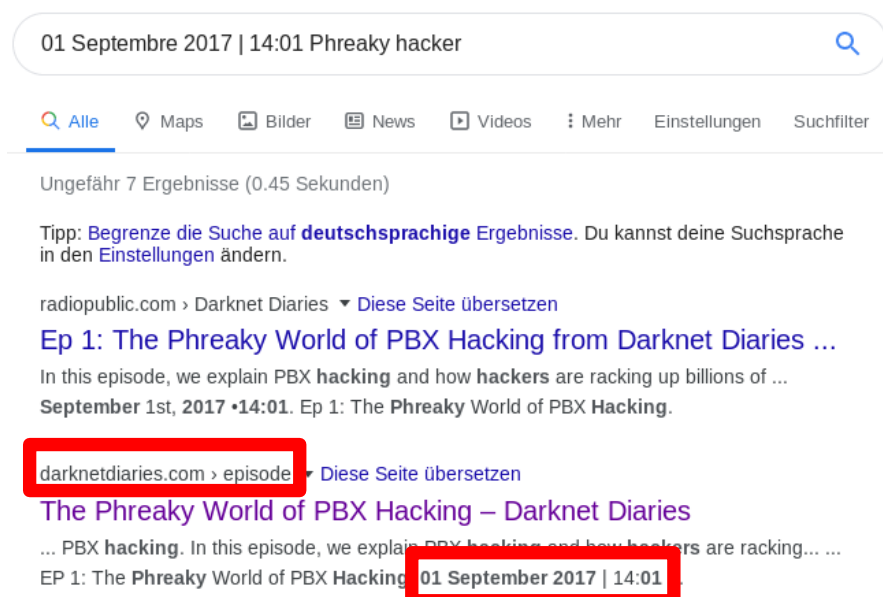 01 Septembre 2017 | 14:01 Phreaky hacker
Alle Maps Bilder News Videos Mehr Einstellungen Suchfilter
Ungefähr 7 Ergebnisse (0.45 Sekunden)
Tipp: Begrenze die Suche auf deutschsprachige Ergebnisse. Du kannst deine Suchsprache
in den Einstellungen ändern.
radiopublic.com › Darknet Diaries ▼ Diese Seite übersetzen
Ep 1: The Phreaky World of PBX Hacking from Darknet Diaries ...
In this episode, we explain PBX hacking and how hackers are racking up billions of ...
September 1st, 2017 •14:01. Ep 1: The Phreaky World of PBX Hacking.
darknetdiaries.com › episode ▼ Diese Seite übersetzen
The Phreaky World of PBX Hacking – Darknet Diaries
... PBX hacking. In this episode, we explain PBX hacking and how hackers are racking... ...
EP 1: The Phreaky World of PBX Hacking 01 September 2017 | 14:01